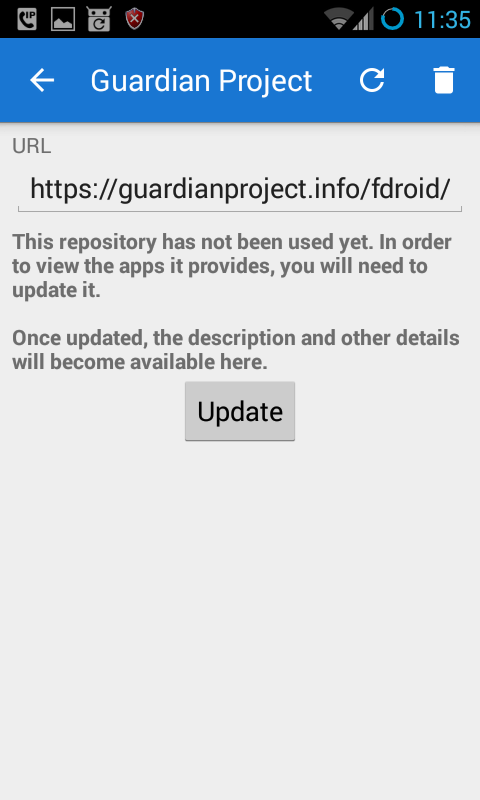 11:35
Guardian Project
URL
https://guardianproject.info/fdroid/
This repository has not been used yet. In order
to view the apps it provides, you will need to
update it.
Once updated, the description and other details
will become available here.
Update